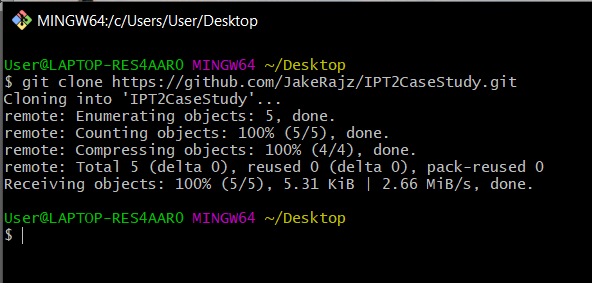 MINGW64:/c/Users/User/Desktop
User@LAPTOP-RES4AARO MINGW64 ~/Desktop
$ git clone https://github.com/JakeRajz/IPT2CaseStudy.git
Cloning into 'IPT2CaseStudy'...
remote: Enumerating objects: 5, done.
remote: Counting objects: 100% (5/5), done.
remote: Compressing objects: 100% (4/4), done.
remote: Total 5 (delta 0), reused 0 (delta 0), pack-reused 0
Receiving objects: 100% (5/5), 5.31 KiB | 2.66 MiB/s, done.
User@LAPTOP-RES4AARO MINGW64 ~/Desktop
$